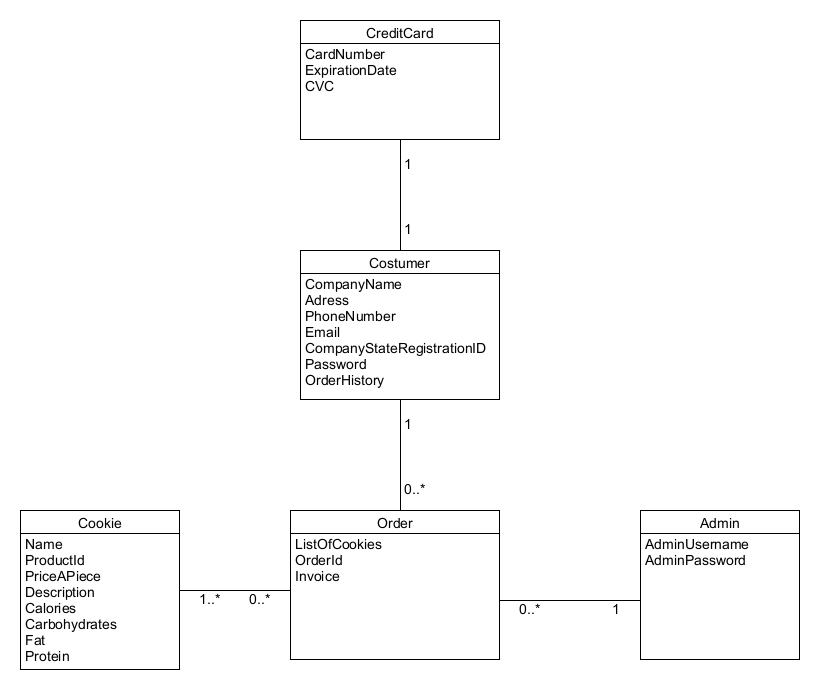 CreditCard
CardNumber
ExpirationDate
CVC
1
1
Costumer
CompanyName
Adress
PhoneNumber
Email
CompanyStateRegistrationID
Password
OrderHistory
1
0..*
Cookie
Name
ProductId
PriceAPiece
Description
Calories
Carbohydrates
Fat
Protein
1..*
0..*
Order
ListOfCookies
OrderId
Invoice
0..*
1
Admin
AdminUsername
AdminPassword